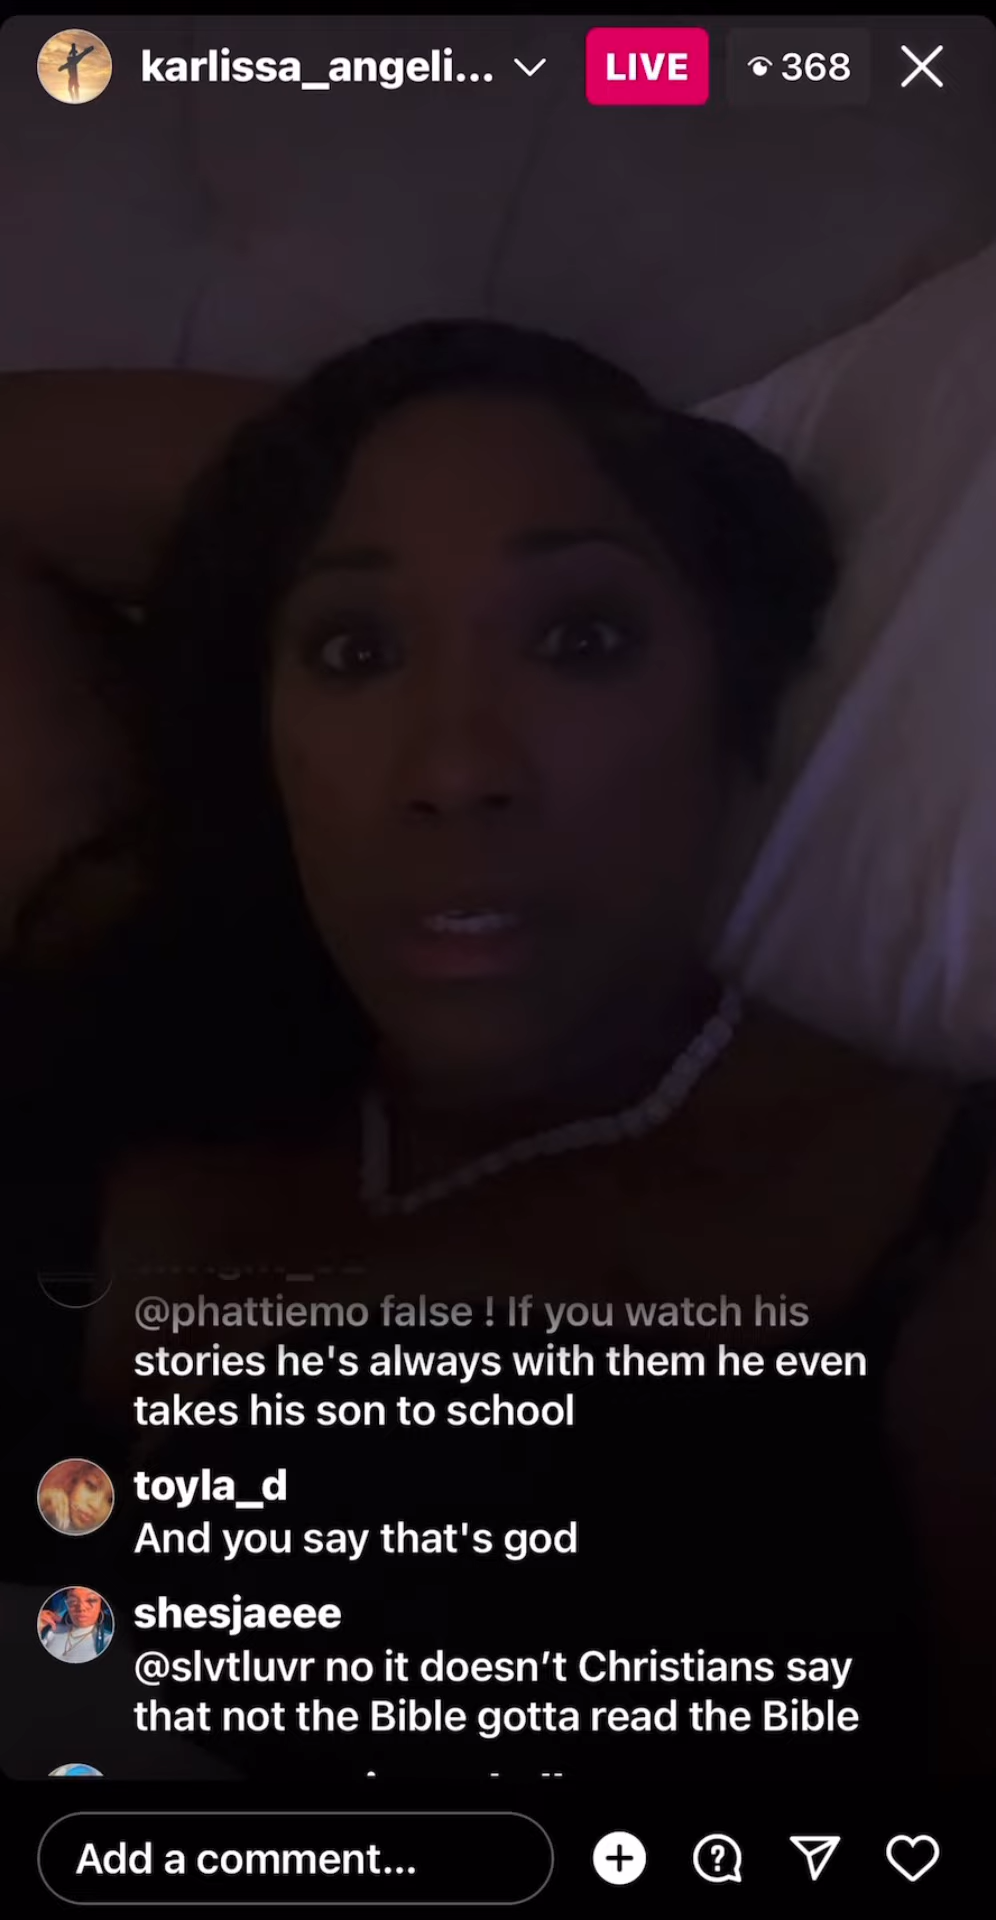 karlissa_angeli...
LIVE
368
@phattiemo false ! If you watch his
stories he's always with them he even
takes his son to school
toyla_d
And you say that's god
shesjaeee
@slvtluvr no it doesn’t Christians say
that not the Bible gotta read the Bible
Add a comment...